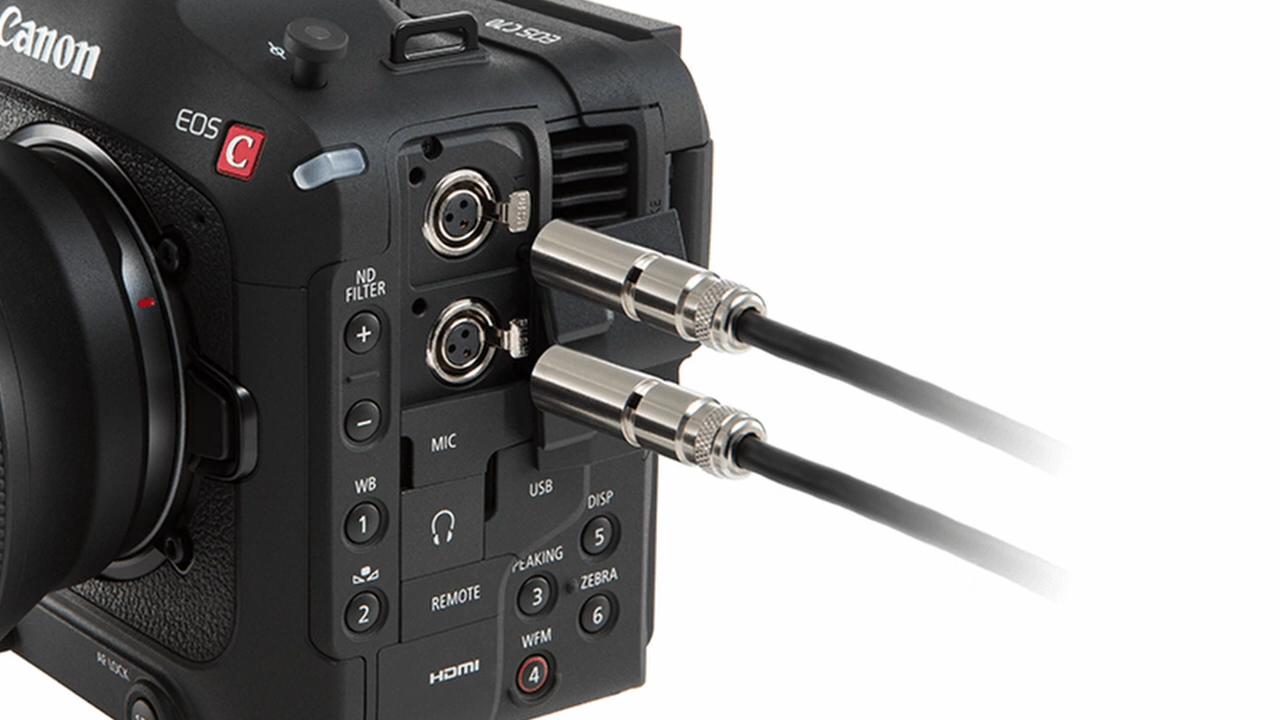 Canon
EOS C70
EOS C
ND
FILTER
+
−
MIC
WB
1
USB
DISP
5
PEAKING
3
ZEBRA
6
2
REMOTE
WFM
4
HDMI
AF LOCK